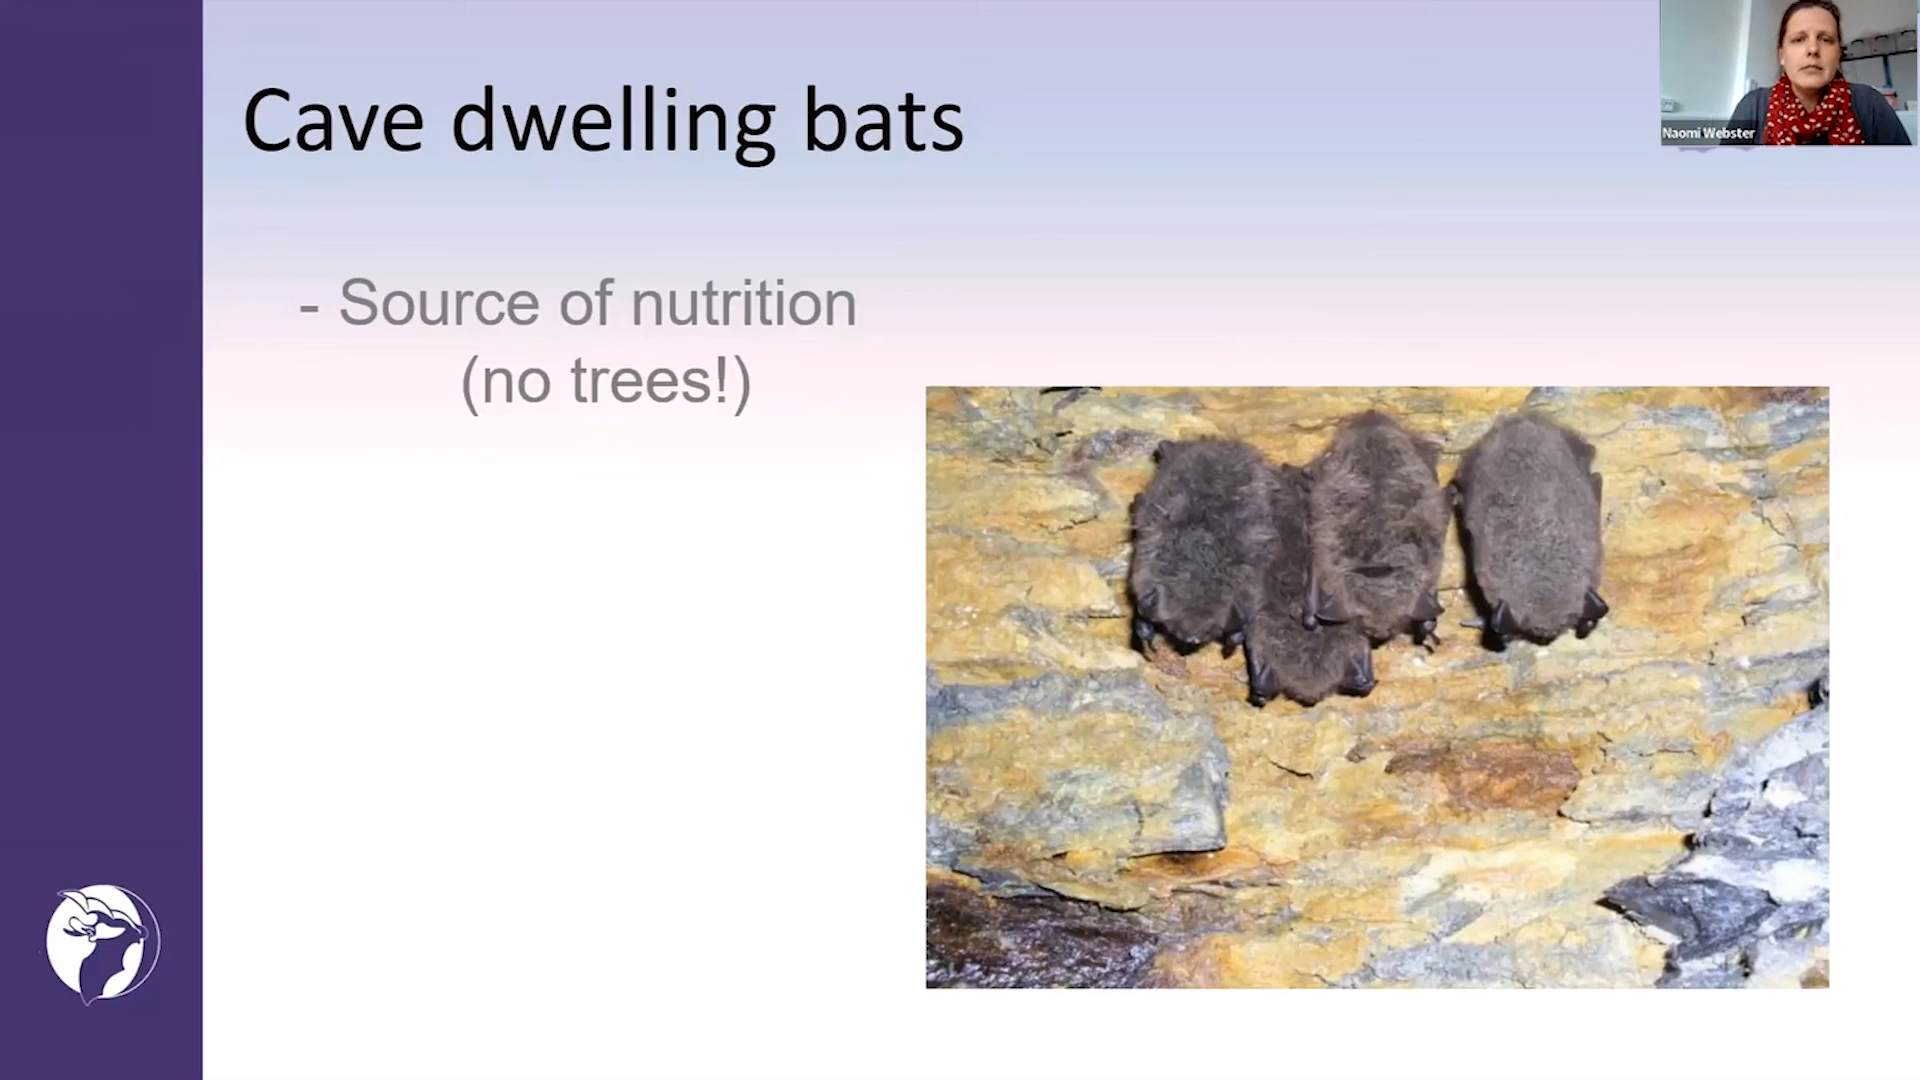 Cave dwelling bats
Naomi Webster
- Source of nutrition
(no trees!)